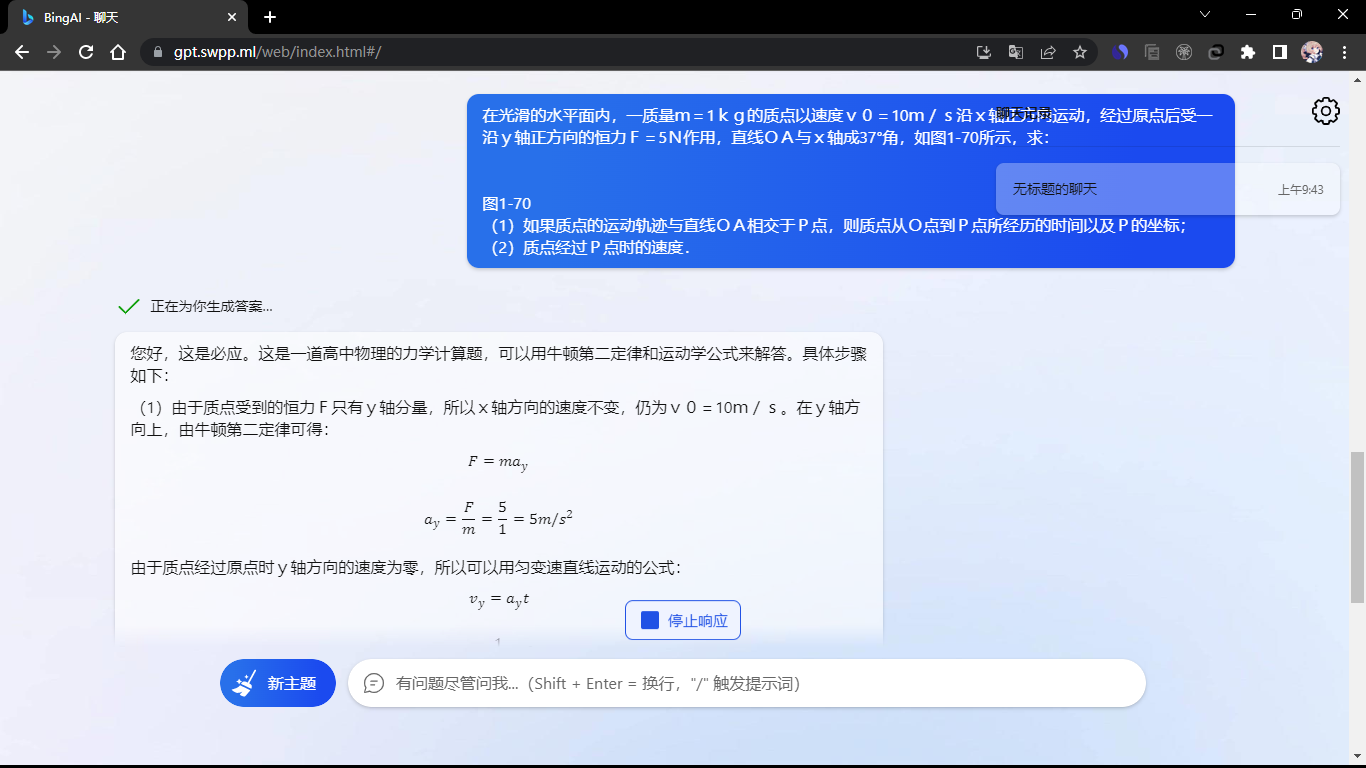 BingAI - 聊天
gpt.swpp.ml/web/index.html#/
在光滑的水平面内，一质量m=1ｋg的质点以速度ｖ０=10m／ｓ沿ｘ轴正方向运动，经过原点后受一
沿ｙ轴正方向的恒力Ｆ=5N作用，直线ＯA与ｘ轴成37°角，如图1-70所示，求：
聊天记录
无标题的聊天
上午9:43
图1-70
（1）如果质点的运动轨迹与直线ＯA相交于Ｐ点，则质点从Ｏ点到Ｐ点所经历的时间以及Ｐ的坐标；
（2）质点经过Ｐ点时的速度．
正在为你生成答案...
您好，这是必应。这是一道高中物理的力学计算题，可以用牛顿第二定律和运动学公式来解答。具体步骤
如下：
（1）由于质点受到的恒力Ｆ只有ｙ轴分量，所以ｘ轴方向的速度不变，仍为ｖ０=10m／ｓ。在ｙ轴方
向上，由牛顿第二定律可得：
F = ma_y
a_y = F/m = 5/1 = 5m/s²
由于质点经过原点时ｙ轴方向的速度为零，所以可以用匀变速直线运动的公式：
v_y = a_y t
1
停止响应
新主题
有问题尽管问我...（Shift + Enter = 换行，"/" 触发提示词）